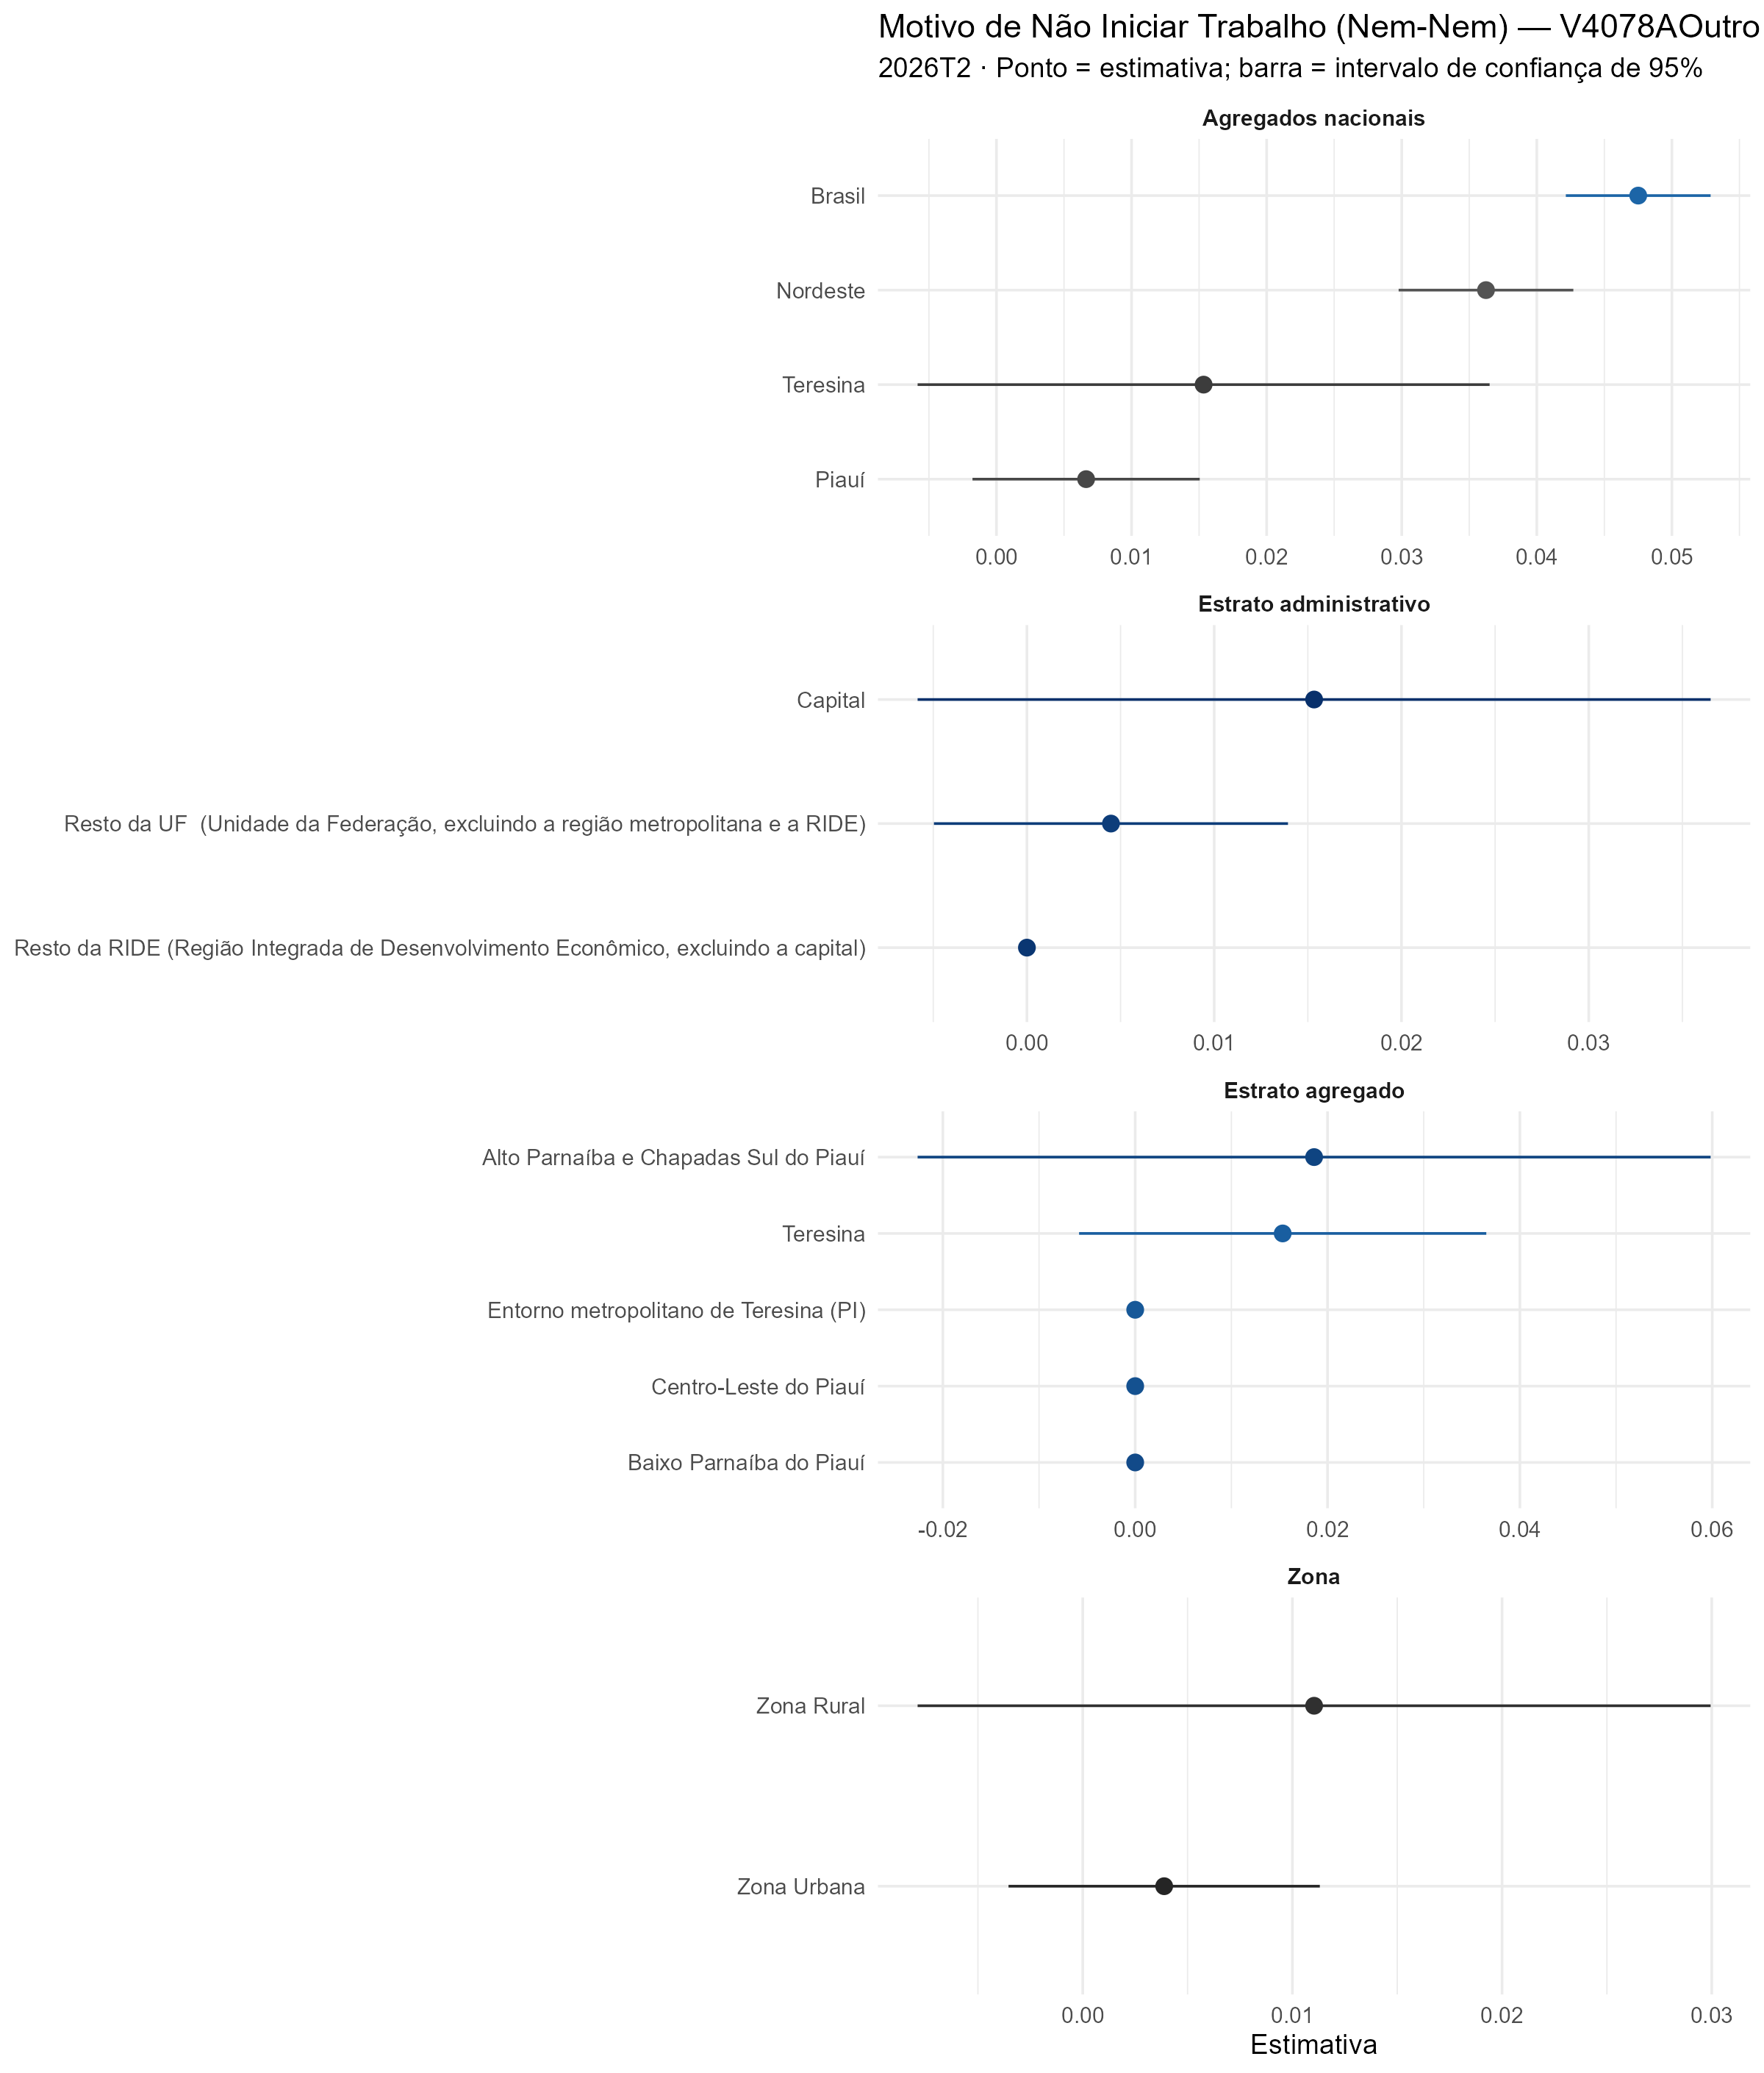 Motivo de Não Iniciar Trabalho (Nem-Nem) — V4078AOutro
2026T2 · Ponto = estimativa; barra = intervalo de confiança de 95%
Agregados nacionais
Brasil
Nordeste
Teresina
Piauí
0.00 0.01 0.02 0.03 0.04 0.05
Estrato administrativo
Capital
Resto da UF  (Unidade da Federação, excluindo a região metropolitana e a RIDE)
Resto da RIDE (Região Integrada de Desenvolvimento Econômico, excluindo a capital)
0.00 0.01 0.02 0.03
Estrato agregado
Alto Parnaíba e Chapadas Sul do Piauí
Teresina
Entorno metropolitano de Teresina (PI)
Centro-Leste do Piauí
Baixo Parnaíba do Piauí
-0.02 0.00 0.02 0.04 0.06
Zona
Zona Rural
Zona Urbana
0.00 0.01 0.02 0.03
Estimativa